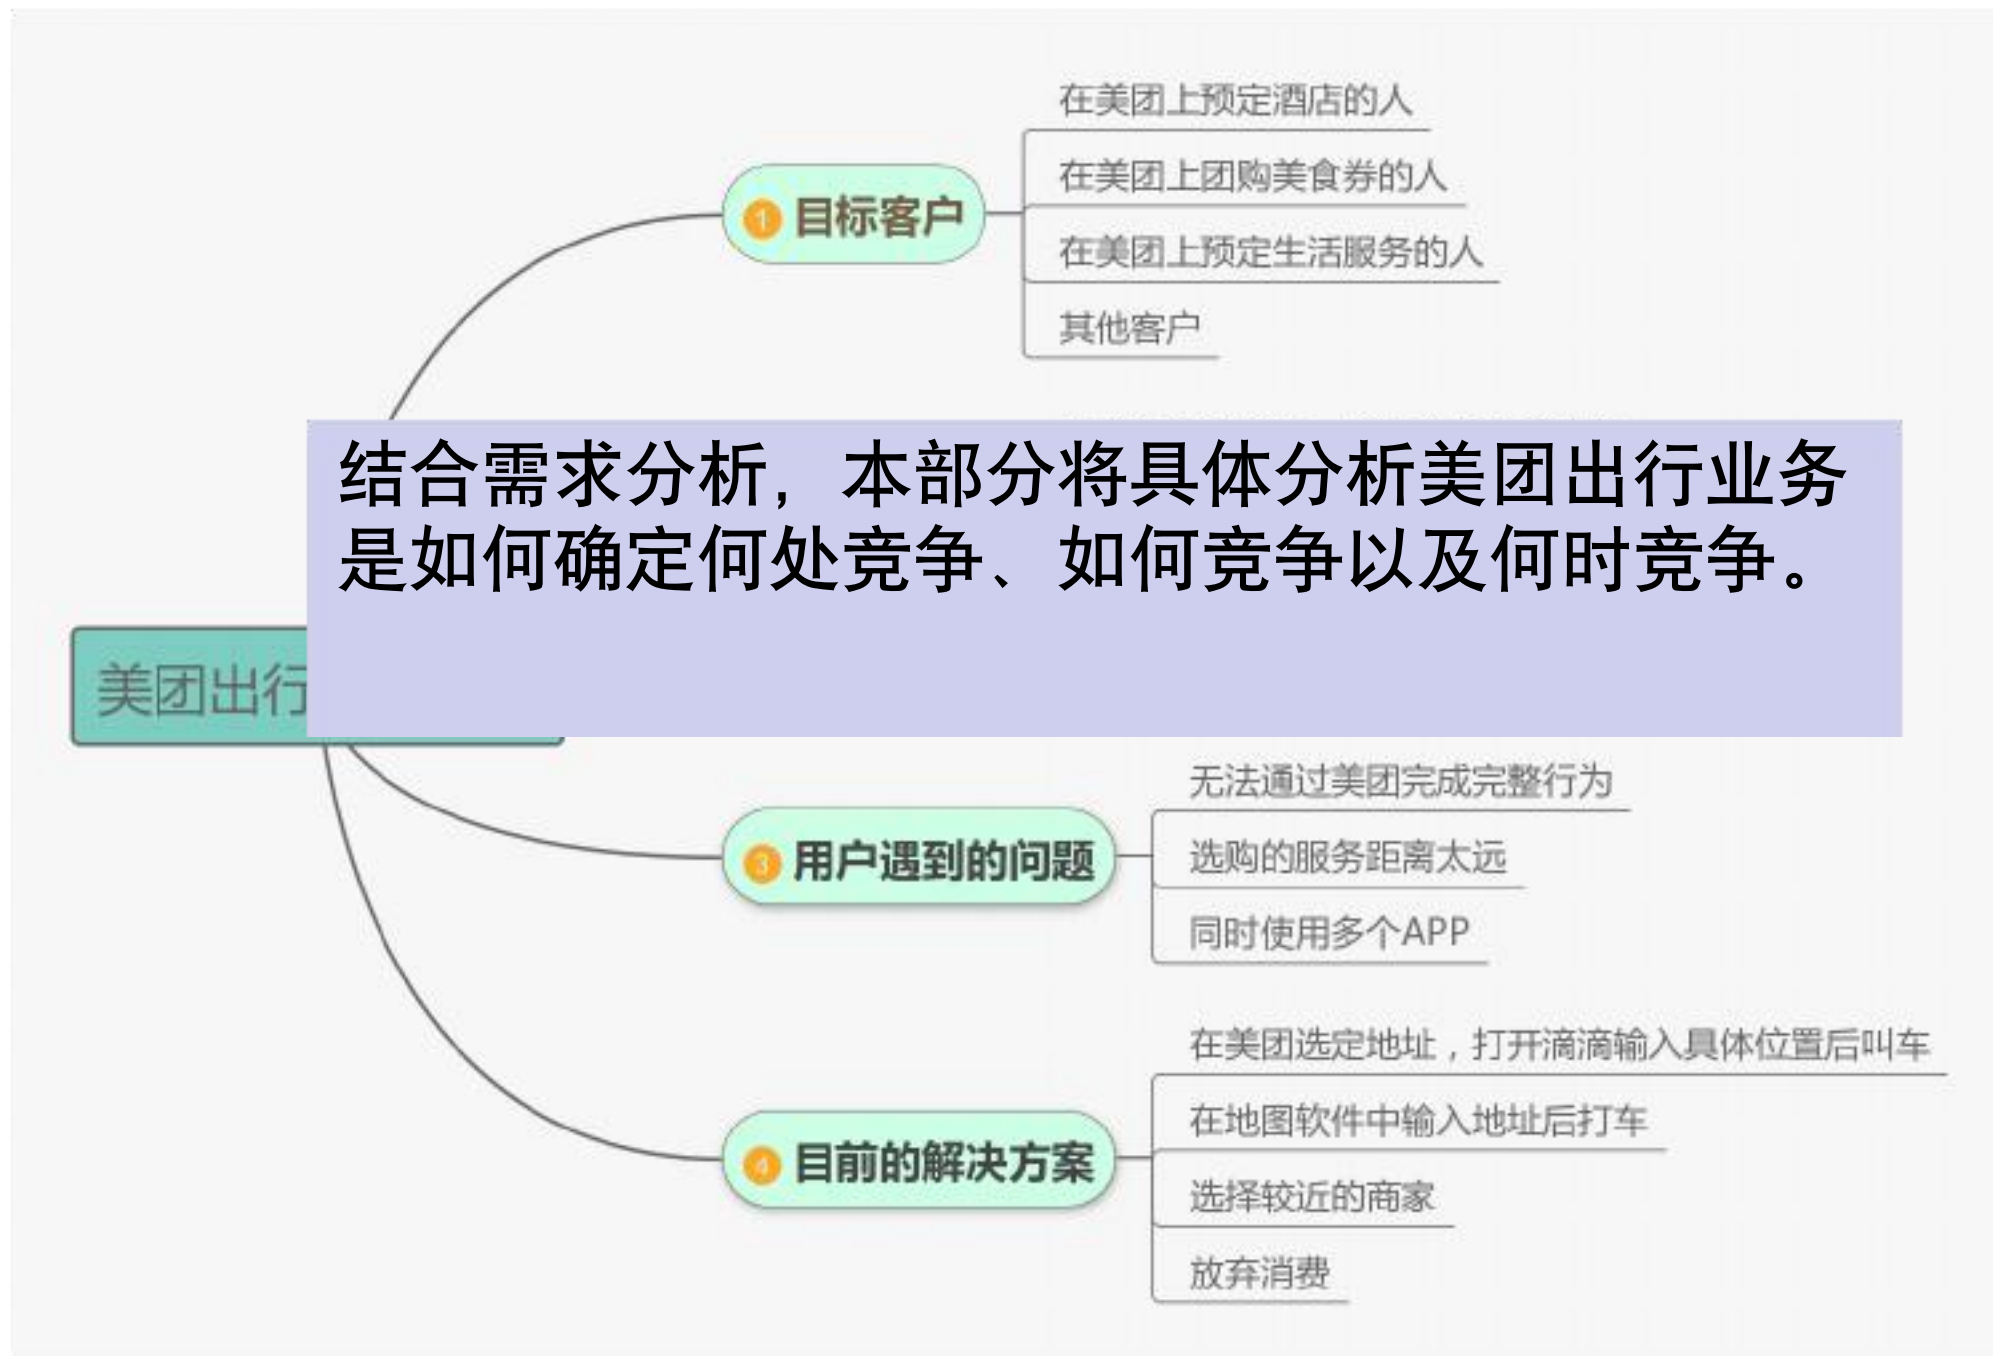 在美团上预定酒店的人
在美团上团购美食券的人
1 目标客户
在美团上预定生活服务的人
其他客户
结合需求分析，本部分将具体分析美团出行业务
是如何确定何处竞争、如何竞争以及何时竞争。
美团出行
无法通过美团完成完整行为
3 用户遇到的问题
选购的服务距离太远
同时使用多个APP
在美团选定地址，打开滴滴输入具体位置后叫车
在地图软件中输入地址后打车
4 目前的解决方案
选择较近的商家
放弃消费